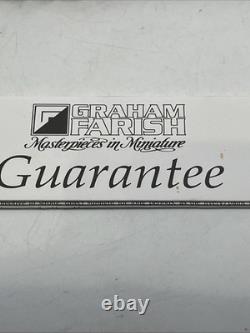 GRAHAM
FARISH
Masterpieces in Miniature
Guarantee